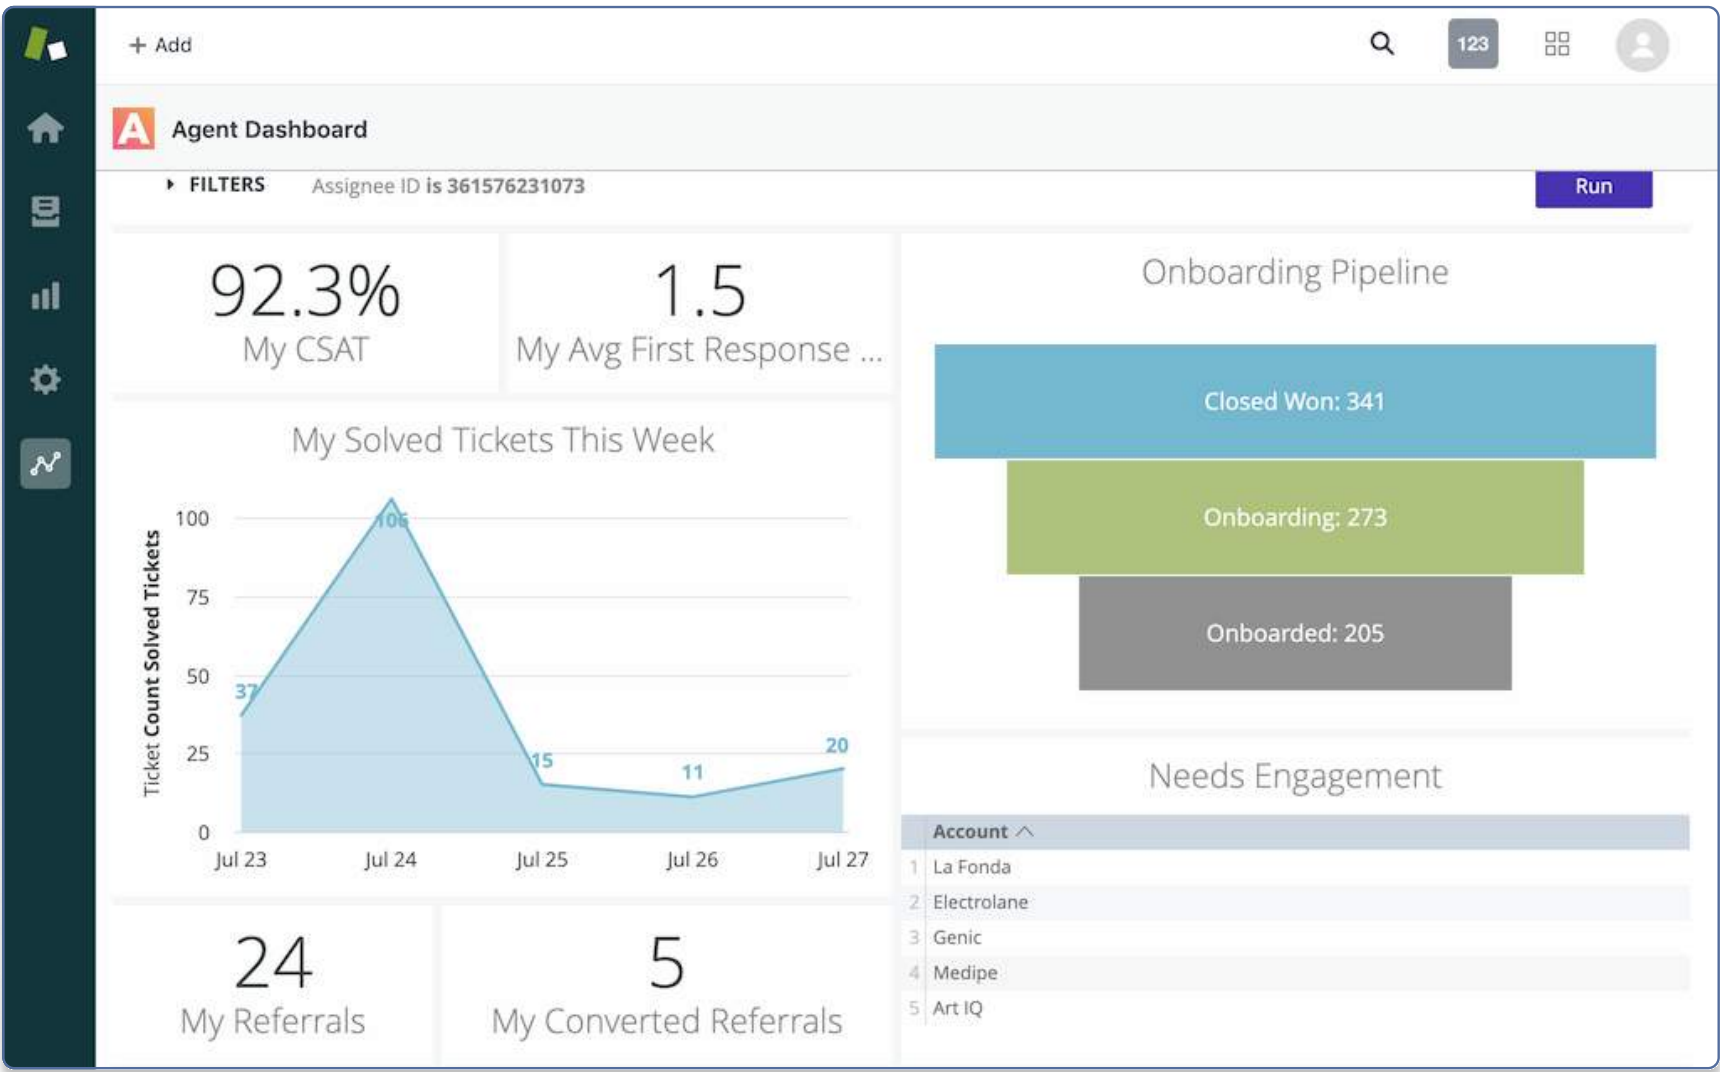 + Add
123
A
Agent Dashboard
FILTERS Assignee ID is 361576231073
Run
92.3%
My CSAT
1.5
My Avg First Response ...
My Solved Tickets This Week
Ticket Count Solved Tickets
100
75
50
25
0
37
106
15
11
20
Jul 23 Jul 24 Jul 25 Jul 26 Jul 27
24
My Referrals
5
My Converted Referrals
Onboarding Pipeline
Closed Won: 341
Onboarding: 273
Onboarded: 205
Needs Engagement
Account
1 La Fonda
2 Electrolane
3 Genic
4 Medipe
5 Art IQ